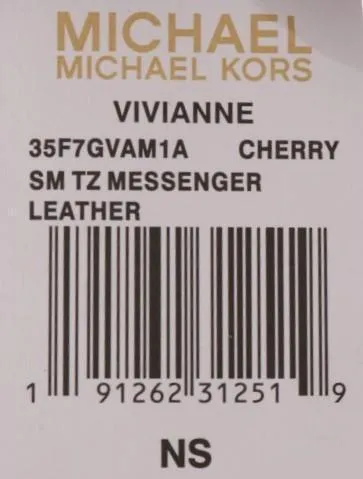 MICHAEL
MICHAEL KORS
VIVIANNE
35F7GVAM1A CHERRY
SM TZ MESSENGER
LEATHER
1 91262 31251 9
NS